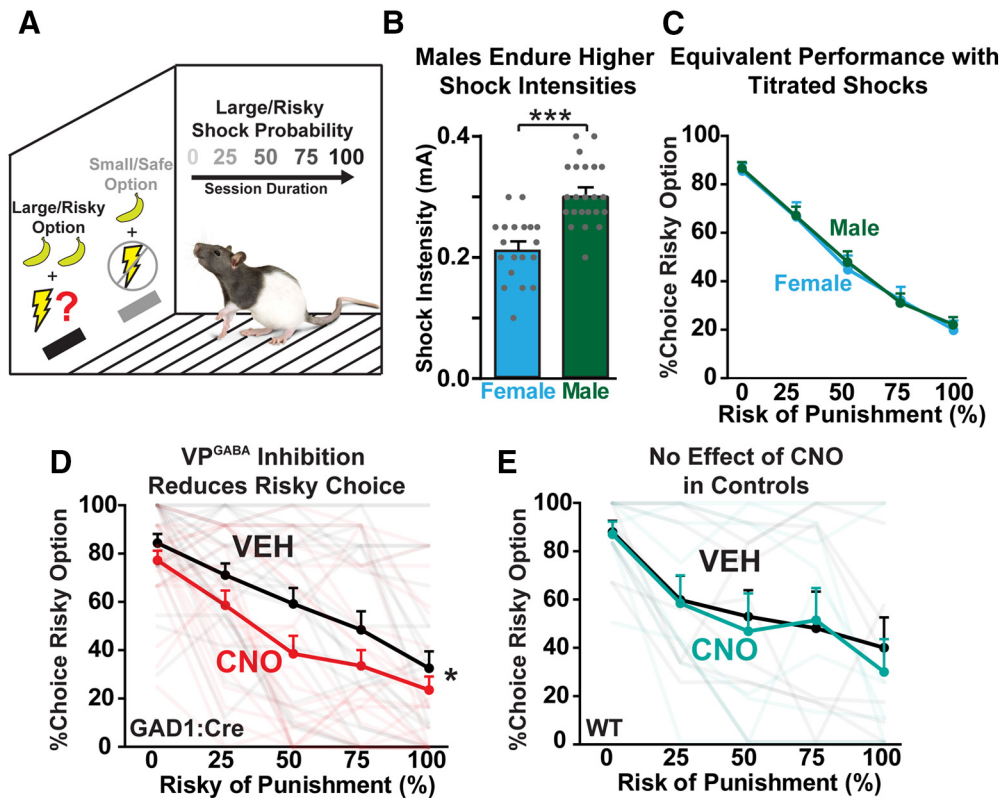 A
Large/Risky
Shock Probability
0 25 50 75 100
Session Duration
Small/Safe
Option
+
Large/Risky
Option
+
?
B
Males Endure Higher
Shock Intensities
***
Shock Intensity (mA)
0.4
0.2
0.0
Female Male
C
Equivalent Performance with
Titrated Shocks
%Choice Risky Option
100
80
60
40
20
0
Male
Female
0 25 50 75 100
Risk of Punishment (%)
D
VPGABA Inhibition
Reduces Risky Choice
%Choice Risky Option
100
80
60
40
20
0
VEH
CNO
*
GAD1:Cre
0 25 50 75 100
Risky of Punishment (%)
E
No Effect of CNO
in Controls
%Choice Risky Option
100
80
60
40
20
0
VEH
CNO
WT
0 25 50 75 100
Risk of Punishment (%)